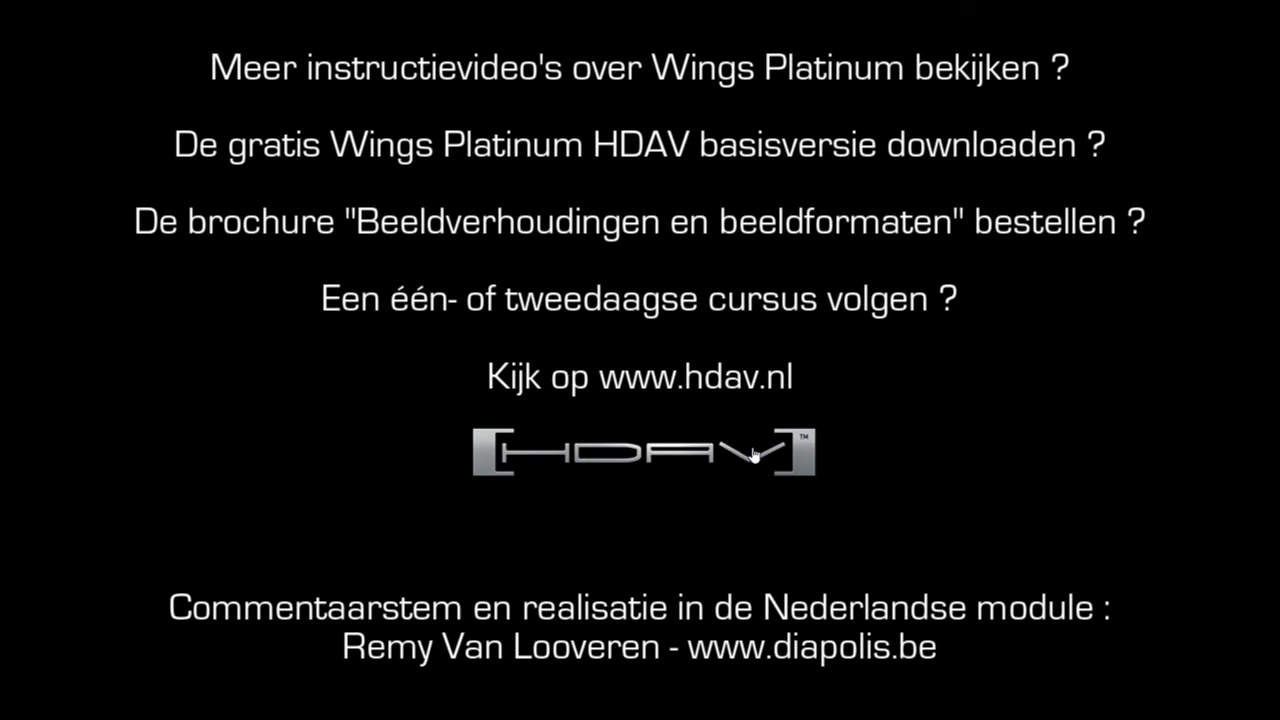 Meer instructievideo's over Wings Platinum bekijken ?
De gratis Wings Platinum HDAV basisversie downloaden ?
De brochure "Beeldverhoudingen en beeldformaten" bestellen ?
Een één- of tweedaagse cursus volgen ?
Kijk op www.hdav.nl
[HDAV]™
Commentaarstem en realisatie in de Nederlandse module :
Remy Van Looveren - www.diapolis.be